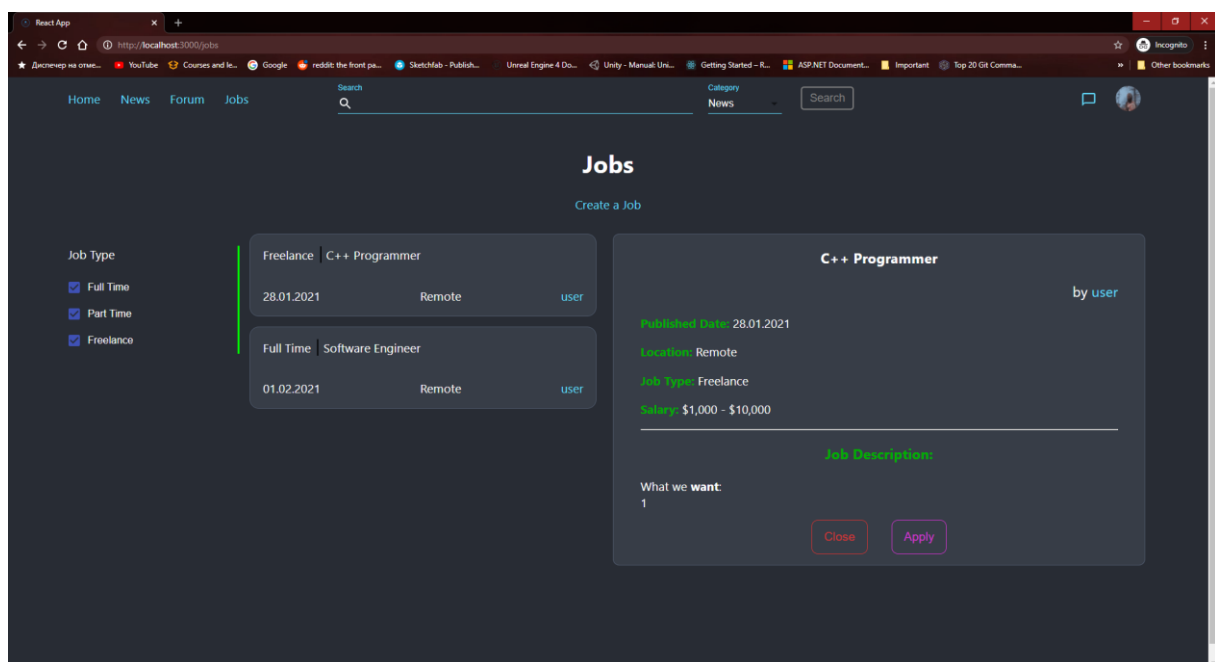 React App
http://localhost:3000/jobs
Incognito
Диспечер на отме... YouTube Courses and le... Google reddit: the front pa... Sketchfab - Publish... Unreal Engine 4 Do... Unity - Manual: Uni... Getting Started – R... ASP.NET Document... Important Top 20 Git Comma... » Other bookmarks
Home News Forum Jobs
Search
Category
News
Search
Jobs
Create a Job
Job Type
Full Time
Part Time
Freelance
Freelance C++ Programmer
28.01.2021 Remote user
Full Time Software Engineer
01.02.2021 Remote user
C++ Programmer
by user
Published Date: 28.01.2021
Location: Remote
Job Type: Freelance
Salary: $1,000 - $10,000
Job Description:
What we want:
1
Close Apply